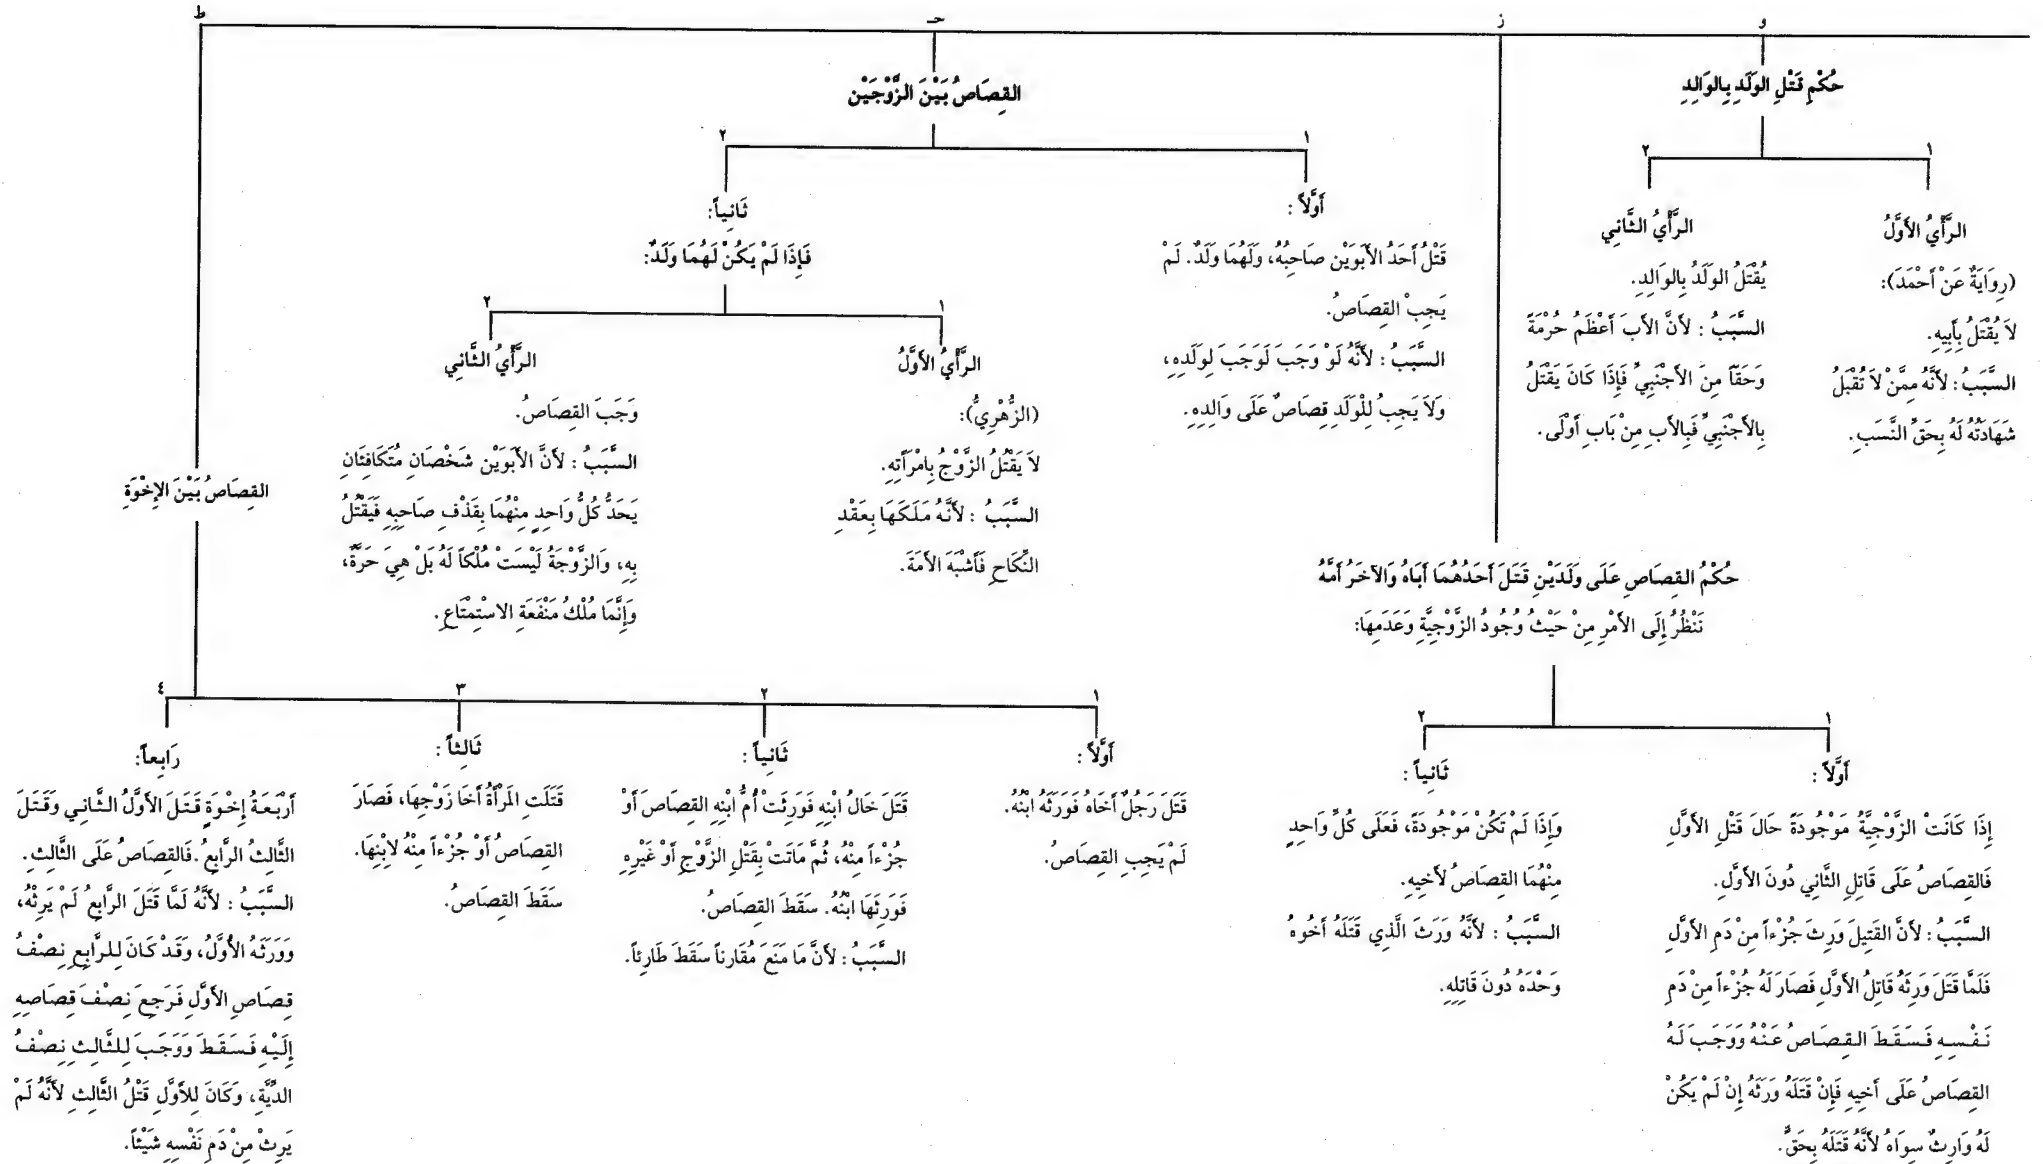 و
حُكْمِ قَتْلِ الوَلَدِ بِالوَالِدِ
١
الرَّأْيُ الأَوَّلُ
(رِوَايَةٌ عَنْ أَحْمَدَ):
لاَ يُقْتَلُ بِأَبِيهِ.
السَّبَبُ: لأَنَّهُ مِمَّنْ لاَ تُقْبَلُ
شَهَادَتُهُ لَهُ بِحَقِّ النَّسَبِ.
٢
الرَّأْيُ الثَّانِي
يُقْتَلُ الوَلَدُ بِالوَالِدِ.
السَّبَبُ : لأَنَّ الأَبَ أَعْظَمُ حُرْمَةً
وَحَقّاً مِنَ الأَجْنَبِيِّ فَإِذَا كَانَ يَقْتَلُ
بِالأَجْنَبِيِّ فَبِالأَبِ مِنْ بَابِ أَوْلَى.
ز
حُكْمُ القِصَاصِ عَلَى وَلَدَيْنِ قَتَلَ أَحَدُهُمَا أَبَاهُ وَالآخَرُ أُمَّهُ
نَنْظُرُ إِلَى الأَمْرِ مِنْ حَيْثُ وُجُودُ الزَّوْجِيَّةِ وَعَدَمِهَا:
١
أَوَّلاً :
إِذَا كَانَتْ الزَّوْجِيَّةُ مَوْجُودَةً حَالَ قَتْلِ الأَوَّلِ
فَالقِصَاصُ عَلَى قَاتِلِ الثَّانِي دُونَ الأَوَّلِ.
السَّبَبُ : لأَنَّ القَتِيلَ وَرِثَ جُزْءاً مِنْ دَمِ الأَوَّلِ
فَلَمَّا قَتَلَ وَرِثَهُ قَاتِلُ الأَوَّلِ فَصَارَ لَهُ جُزْءاً مِنْ دَمِ
نَفْسِهِ فَسَقَطَ القِصَاصُ عَنْهُ وَوَجَبَ لَهُ
القِصَاصُ عَلَى أَخِيهِ فَإِنْ قَتَلَهُ وَرَثَهُ إِنْ لَمْ يَكُنْ
لَهُ وَارِثٌ سِوَاهُ لأَنَّهُ قَتَلَهُ بِحَقٍّ.
٢
ثَانِياً :
وَإِذَا لَمْ تَكُنْ مَوْجُودَةً، فَعَلَى كُلِّ وَاحِدٍ
مِنْهُمَا القِصَاصُ لأَخِيهِ.
السَّبَبُ : لأَنَّهُ وَرَثَ الَّذِي قَتَلَهُ أَخُوهُ
وَحْدَهُ دُونَ قَاتِلِهِ.
حـ
القِصَاصُ بَيْنَ الزَّوْجَيْن
١
أَوَّلاً :
قَتْلُ أَحَدُ الأَبَوَيْنِ صَاحِبُهُ، وَلَهُمَا وَلَدٌ. لَمْ
يَجِبْ القِصَاصُ.
السَّبَبُ : لأَنَّهُ لَوْ وَجَبَ لَوَجَبَ لِوَلَدِهِ،
وَلاَ يَجِبُ لِلْوَلَدِ قِصَاصٌ عَلَى وَالِدِهِ.
٢
ثَانِياً:
فَإِذَا لَمْ يَكُنْ لَهُمَا وَلَدٌ:
١
الرَّأْيُ الأَوَّلُ
(الزُّهْرِيُّ):
لاَ يَقْتُلُ الزَّوْجُ بِامْرَأَتِهِ.
السَّبَبُ : لأَنَّهُ مَلَكَهَا بِعَقْدِ
النِّكَاحِ فَأَشْبَهَ الأَمَةَ.
٢
الرَّأْيُ الثَّانِي
وَجَبَ القِصَاصُ.
السَّبَبُ : لأَنَّ الأَبَوَيْنِ شَخْصَانِ مُتَكَافِئَانِ
يَحَدُّ كُلُّ وَاحِدٍ مِنْهُمَا بِقَذْفِ صَاحِبِهِ فَيَقْتُلُ
بِهِ، وَالزَّوْجَةُ لَيْسَتْ مُلْكاً لَهُ بَلْ هِيَ حَرَّةٌ،
وَإِنَّمَا مُلْكُ مَنْفَعَةِ الاسْتِمْتَاعِ.
ط
القِصَاصُ بَيْنَ الإِخْوَةِ
١
أَوَّلاً :
قَتَلَ رَجُلٌ أَخَاهُ فَوَرَثَهُ ابْنُهُ.
لَمْ يَجِبِ القِصَاصُ.
٢
ثَانِياً :
قَتَلَ خَالُ ابْنِهِ فَوَرِثَتْ أُمُّ ابْنِهِ القِصَاصَ أَوْ
جُزْءاً مِنْهُ، ثُمَّ مَاتَتْ بِقَتْلِ الزَّوْجِ أَوْ غَيْرِهِ
فَوَرِثَهَا ابْنُهُ. سَقَطَ القِصَاصُ.
السَّبَبُ : لأَنَّ مَا مَنَعَ مُقَارِناً سَقَطَ طَارِئاً.
٣
ثَالِثاً :
قَتَلَتِ المَرْأَةُ أَخَا زَوْجِهَا، فَصَارَ
القِصَاصُ أَوْ جُزْءاً مِنْهُ لابْنِهَا.
سَقَطَ القِصَاصُ.
٤
رَابِعاً:
أَرْبَعَةُ إِخْوَةٍ قَتَلَ الأَوَّلُ الثَّانِي وَقَتَلَ
الثَّالِثُ الرَّابِعُ. فَالقِصَاصُ عَلَى الثَّالِثِ.
السَّبَبُ : لأَنَّهُ لَمَّا قَتَلَ الرَّابِعُ لَمْ يَرِثْهُ،
وَوَرَثَهُ الأَوَّلُ، وَقَدْ كَانَ لِلرَّابِعِ نِصْفُ
قِصَاصِ الأَوَّلِ فَرَجِعَ نِصْفَ قِصَاصِهِ
إِلَيْهِ فَسَقَطَ وَوَجَبَ لِلثَّالِثِ نِصْفُ
الدِّيَّةِ، وَكَانَ لِلأَوَّلِ قَتْلُ الثَّالِثِ لأَنَّهُ لَمْ
يَرِثْ مِنْ دَمِ نَفْسِهِ شَيْئاً.